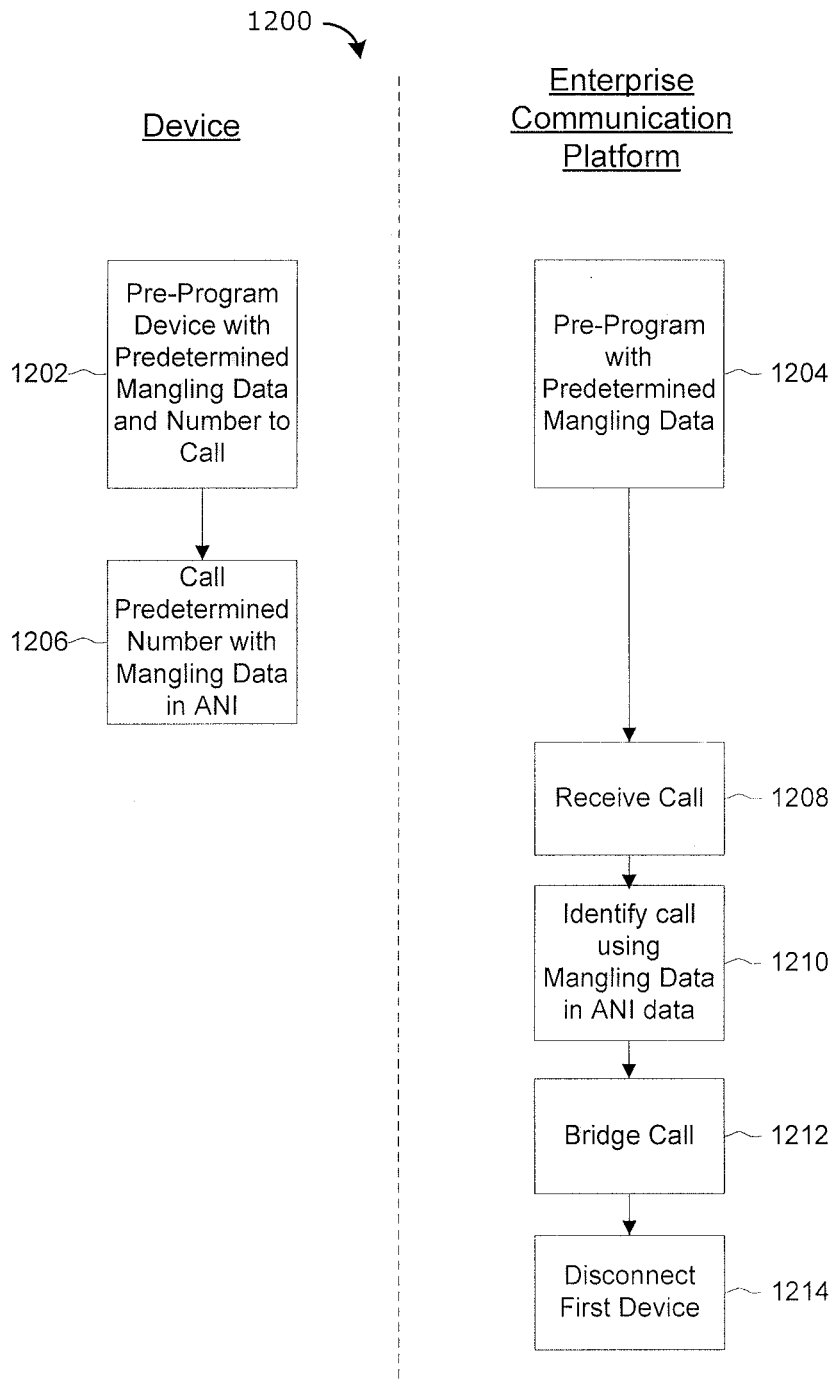 1200
Device
Enterprise
Communication
Platform
1202
Pre-Program
Device with
Predetermined
Mangling Data
and Number to
Call
Pre-Program
with
Predetermined
Mangling Data
1204
1206
Call
Predetermined
Number with
Mangling Data
in ANI
Receive Call
1208
Identify call
using
Mangling Data
in ANI data
1210
Bridge Call
1212
Disconnect
First Device
1214